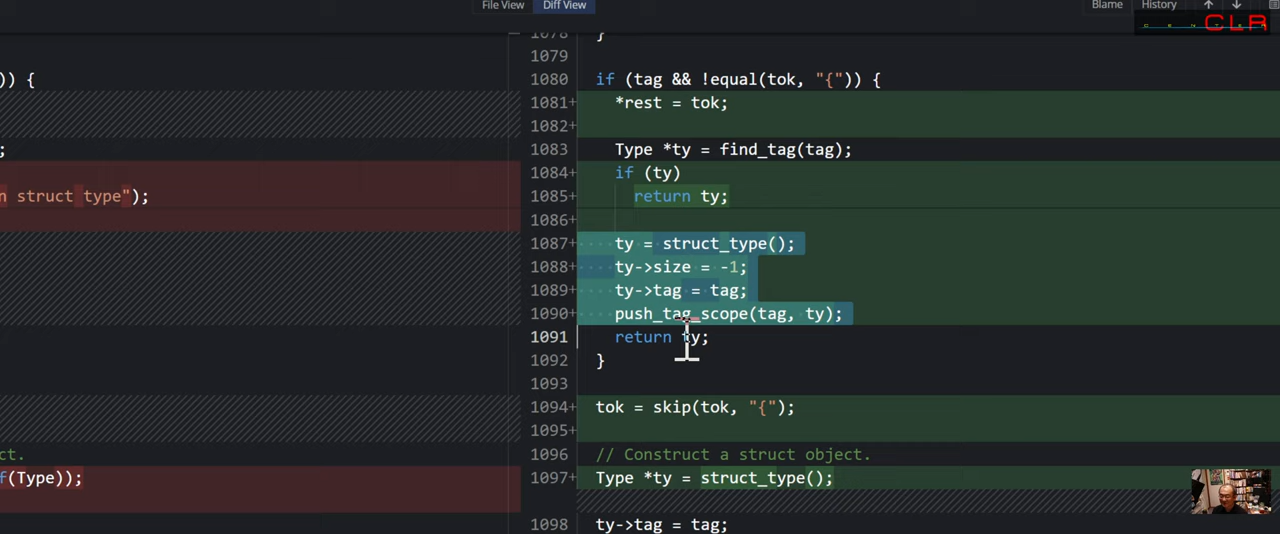 File View Diff View Blame History
CLR
1078 }
1079
)) { 1080 if (tag && !equal(tok, "{")) {
1081+ *rest = tok;
1082+
; 1083 Type *ty = find_tag(tag);
1084+ if (ty)
n struct type"); 1085+ return ty;
1086+
1087+ ty = struct_type();
1088+ ty->size = -1;
1089+ ty->tag = tag;
1090+ push_tag_scope(tag, ty);
1091 return ty;
1092 }
1093
1094+ tok = skip(tok, "{");
1095+
ct. 1096 // Construct a struct object.
f(Type)); 1097+ Type *ty = struct_type();
1098 ty->tag = tag;